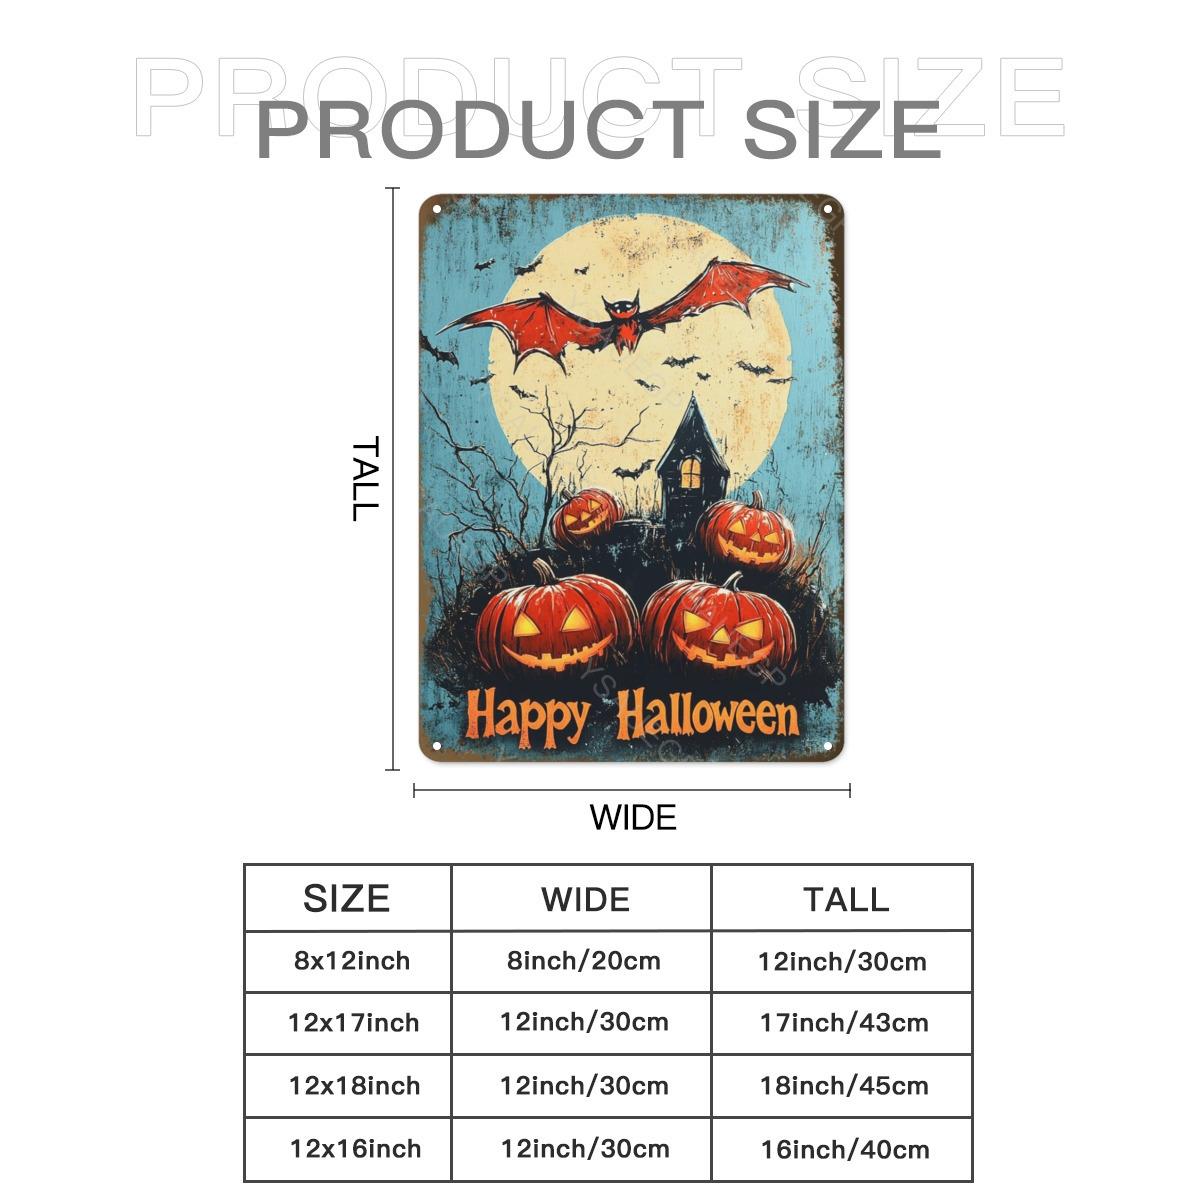 PRODUCT SIZE
PRODUCT SIZE
TALL
Happy Halloween
WIDE
SIZE WIDE TALL
8x12inch 8inch/20cm 12inch/30cm
12x17inch 12inch/30cm 17inch/43cm
12x18inch 12inch/30cm 18inch/45cm
12x16inch 12inch/30cm 16inch/40cm